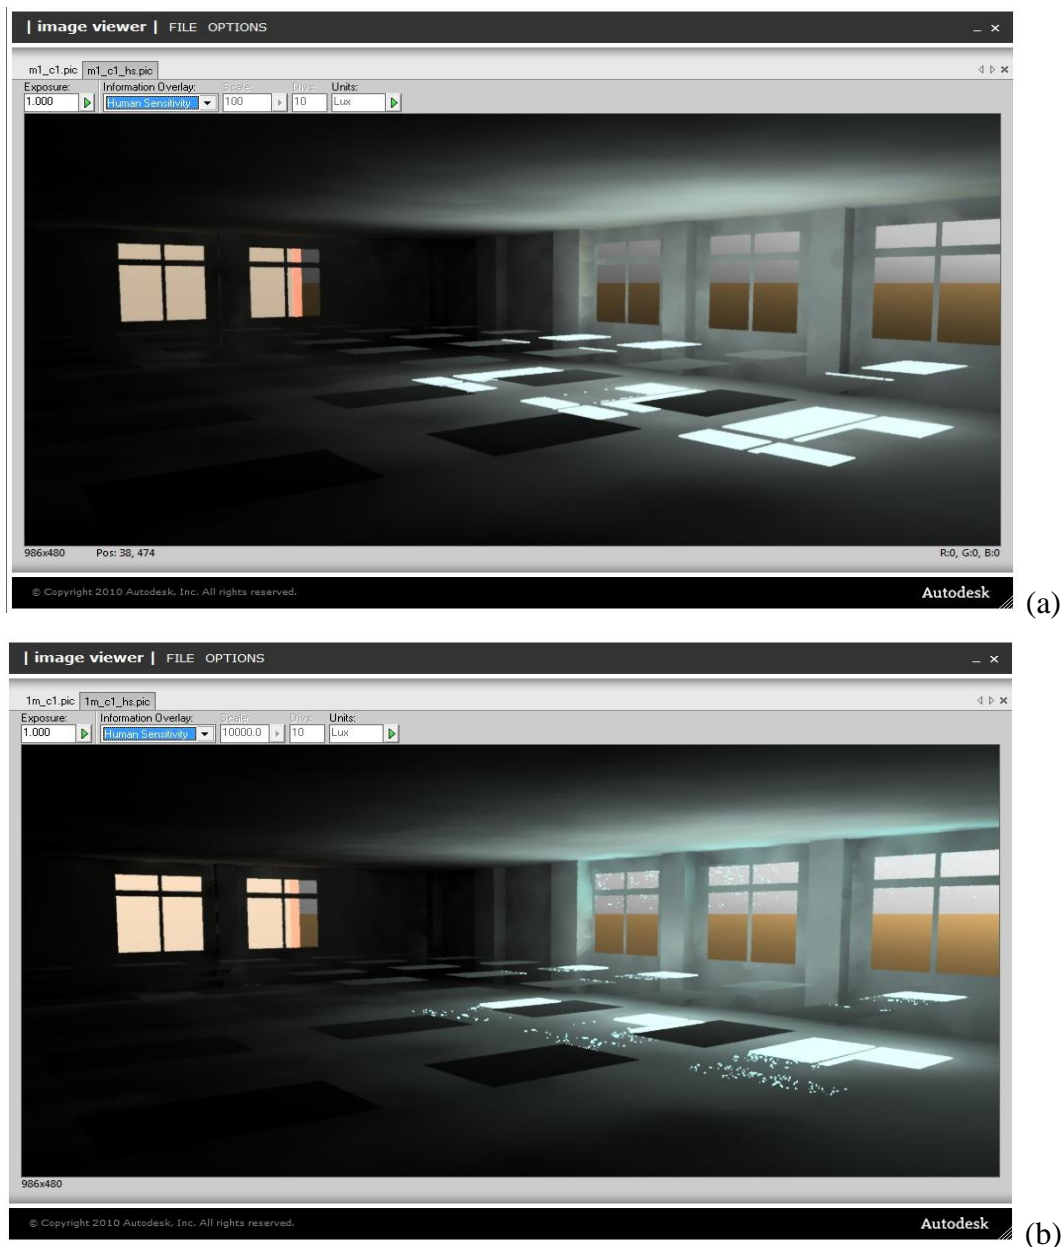 | image viewer | FILE OPTIONS
m1_c1.pic m1_c1_hs.pic
Exposure: Information Overlay: Scale: Divs: Units:
1.000 Human Sensitivity 100 10 Lux
986x480 Pos: 38, 474 R:0, G:0, B:0
© Copyright 2010 Autodesk, Inc. All rights reserved. Autodesk
(a)
| image viewer | FILE OPTIONS
1m_c1.pic 1m_c1_hs.pic
Exposure: Information Overlay: Scale: Divs: Units:
1.000 Human Sensitivity 10000.0 10 Lux
986x480
© Copyright 2010 Autodesk, Inc. All rights reserved. Autodesk
(b)